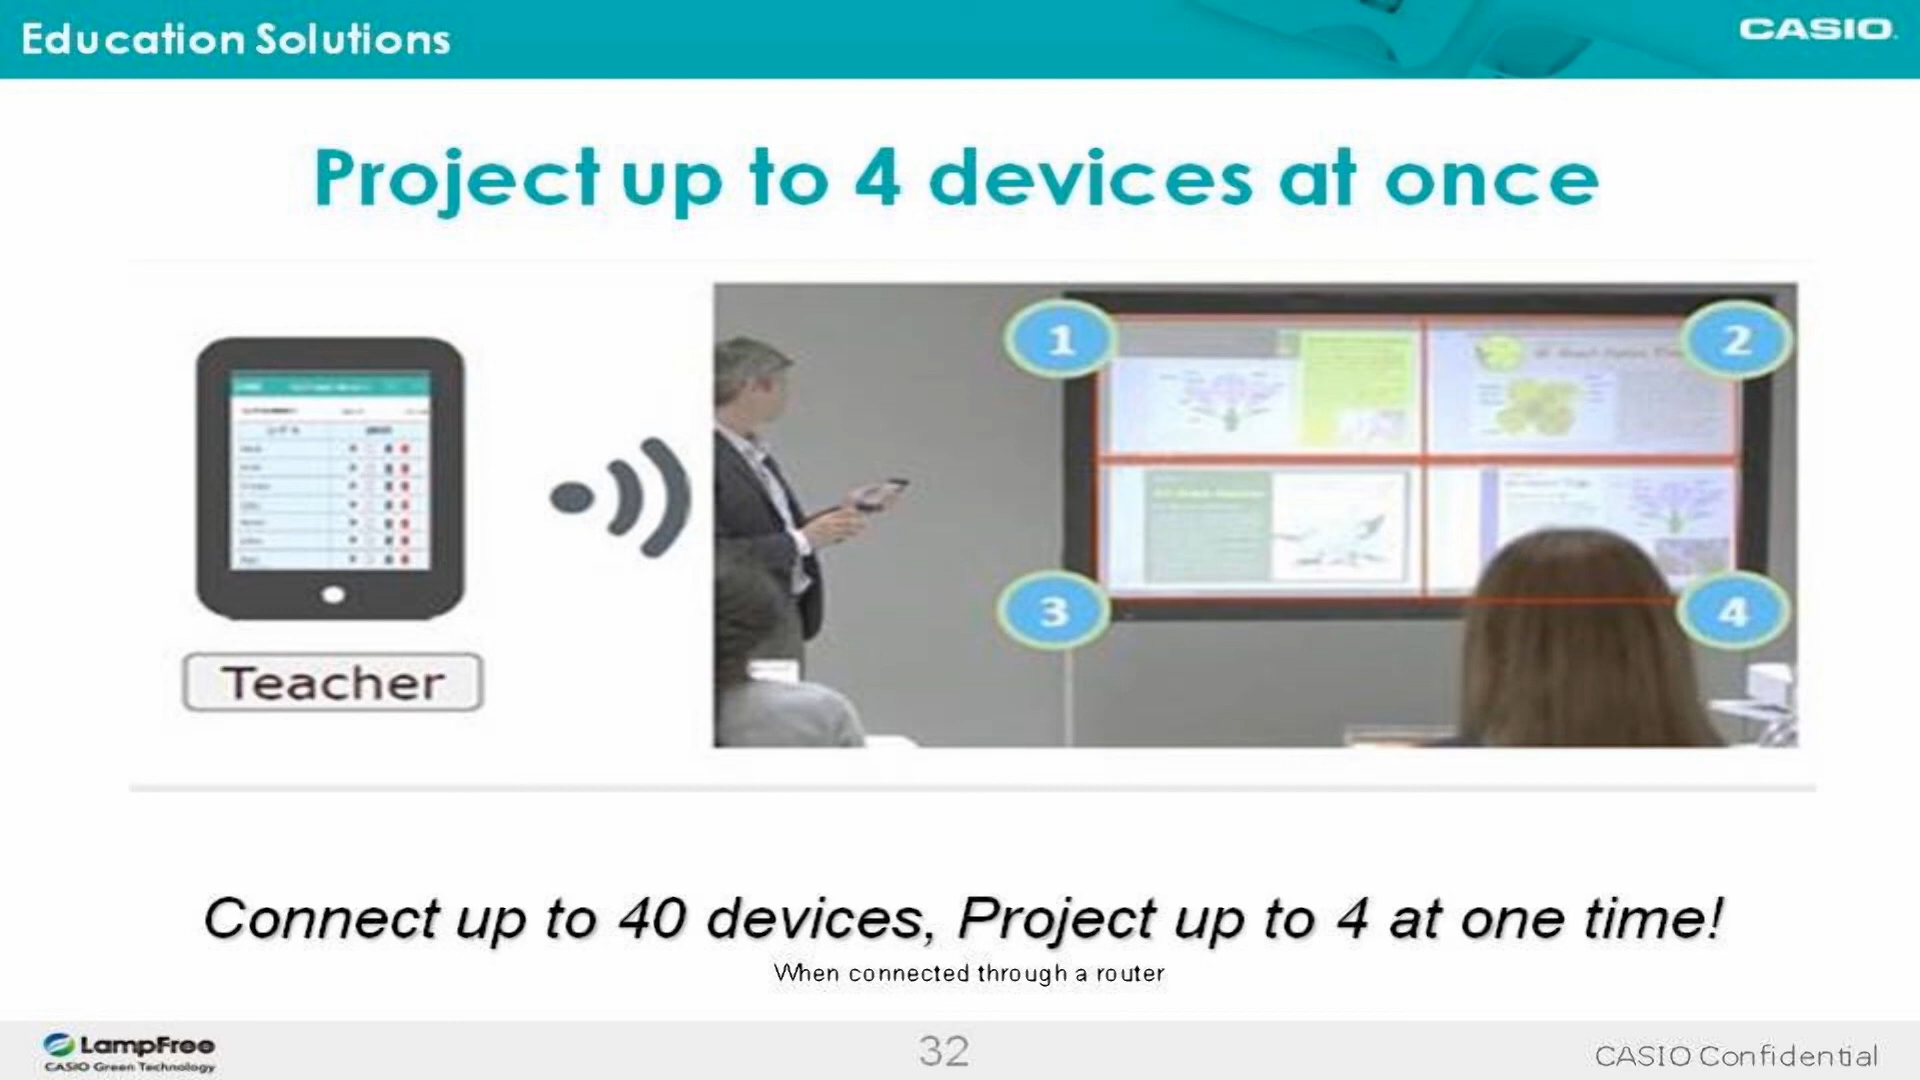 Education Solutions
CASIO
Project up to 4 devices at once
1
2
3
4
Teacher
Connect up to 40 devices, Project up to 4 at one time!
When connected through a router
LampFree
CASIO Green Technology
32
CASIO Confidential